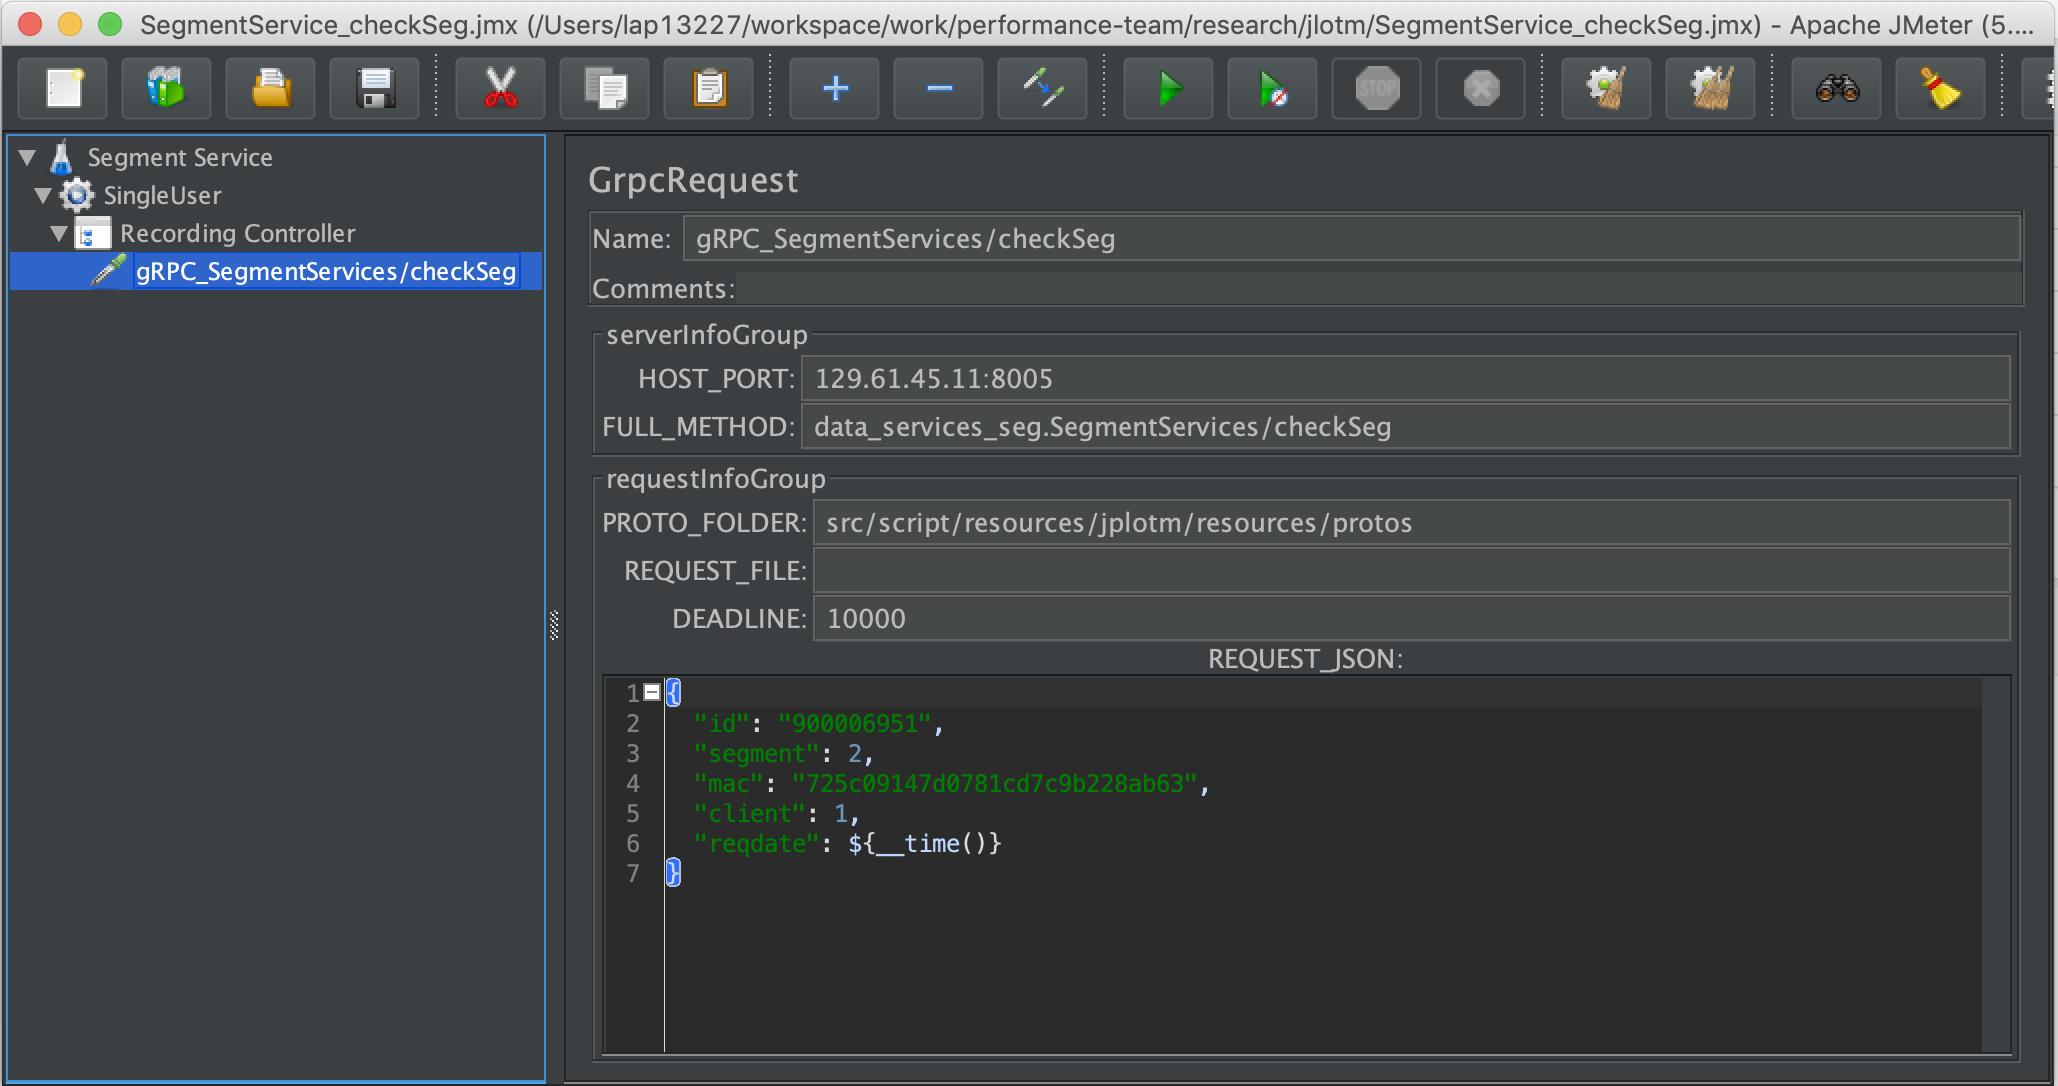 SegmentService_checkSeg.jmx (/Users/lap13227/workspace/work/performance-team/research/jlotm/SegmentService_checkSeg.jmx) - Apache JMeter (5....
STOP
Segment Service
SingleUser
Recording Controller
gRPC_SegmentServices/checkSeg
GrpcRequest
Name: gRPC_SegmentServices/checkSeg
Comments:
serverInfoGroup
HOST_PORT: 129.61.45.11:8005
FULL_METHOD: data_services_seg.SegmentServices/checkSeg
requestInfoGroup
PROTO_FOLDER: src/script/resources/jplotm/resources/protos
REQUEST_FILE:
DEADLINE: 10000
REQUEST_JSON:
1 {
2 "id": "900006951",
3 "segment": 2,
4 "mac": "725c09147d0781cd7c9b228ab63",
5 "client": 1,
6 "reqdate": ${__time()}
7 }